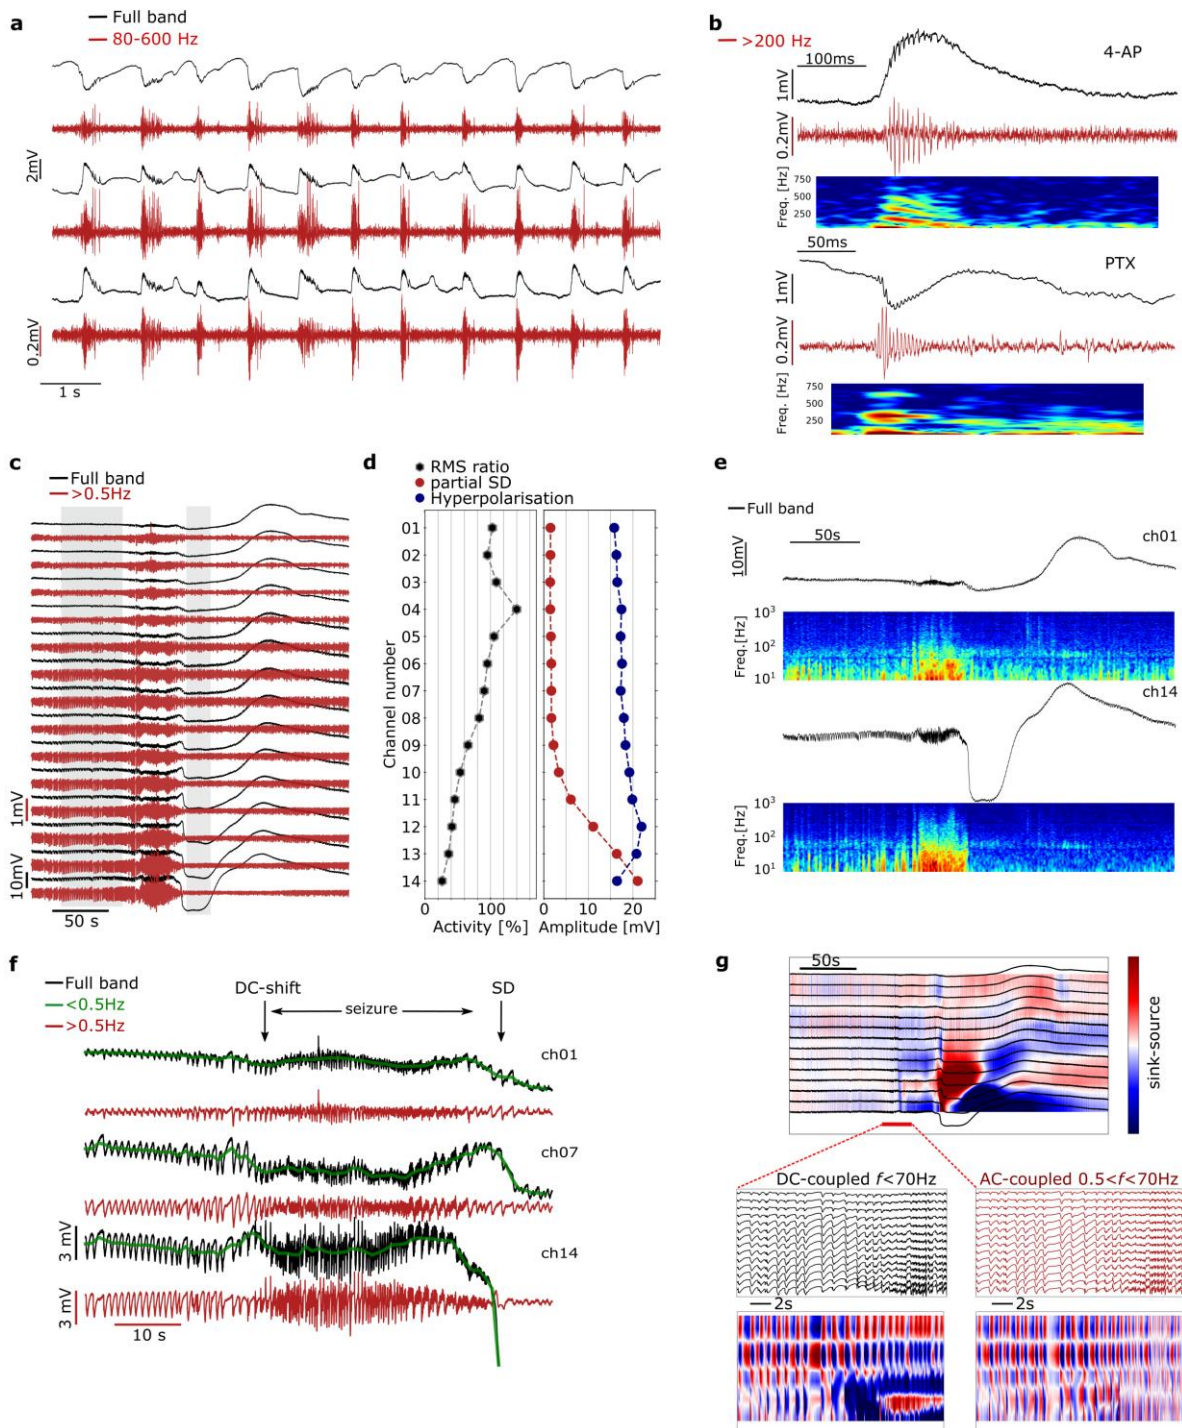 a
Full band
80-600 Hz
2mV
0.2mV
1 s
b
>200 Hz
100ms
4-AP
1mV
0.2mV
Freq. [Hz]
750
500
250
50ms
PTX
1mV
0.2mV
Freq. [Hz]
750
500
250
c
Full band
>0.5Hz
1mV
10mV
50 s
d
RMS ratio
partial SD
Hyperpolarisation
Channel number
01
02
03
04
05
06
07
08
09
10
11
12
13
14
0 100
Activity [%]
0 10 20
Amplitude [mV]
e
Full band
50s
ch01
10mV
Freq.[Hz]
10³
10²
10¹
ch14
Freq.[Hz]
10³
10²
10¹
f
Full band
<0.5Hz
>0.5Hz
DC-shift
seizure
SD
ch01
ch07
ch14
3 mV
3 mV
10 s
g
50s
sink-source
DC-coupled f<70Hz
AC-coupled 0.5<f<70Hz
2s
2s